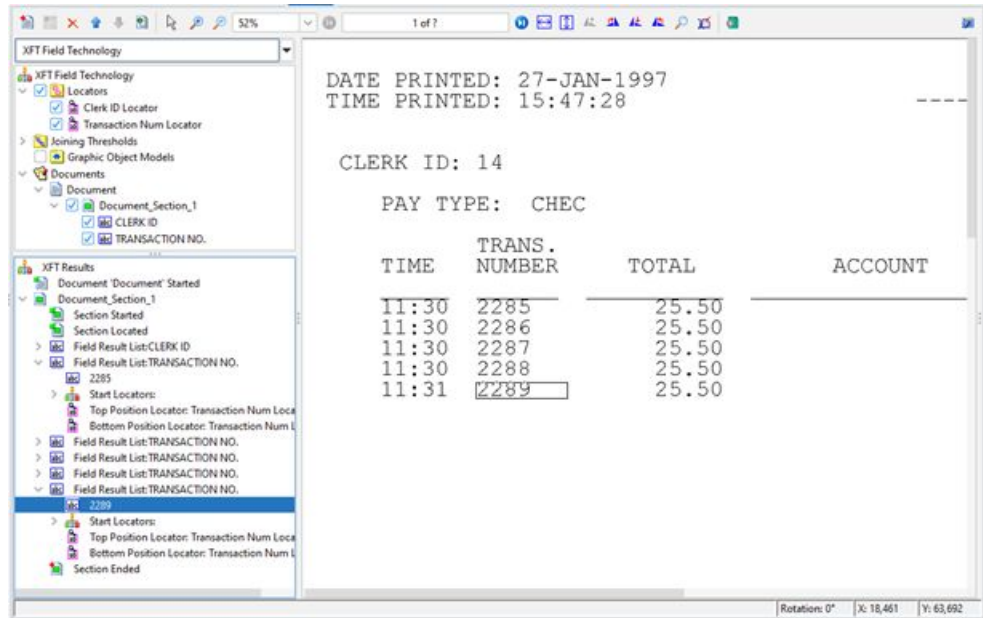 52%
1 of ?
XFT Field Technology
XFT Field Technology
Locators
Clerk ID Locator
Transaction Num Locator
Joining Thresholds
Graphic Object Models
Documents
Document
Document_Section_1
CLERK ID
TRANSACTION NO.
XFT Results
Document 'Document' Started
Document_Section_1
Section Started
Section Located
Field Result List:CLERK ID
Field Result List:TRANSACTION NO.
2285
Start Locators:
Top Position Locator: Transaction Num Loca
Bottom Position Locator: Transaction Num L
Field Result List:TRANSACTION NO.
Field Result List:TRANSACTION NO.
Field Result List:TRANSACTION NO.
Field Result List:TRANSACTION NO.
2289
Start Locators:
Top Position Locator: Transaction Num Loca
Bottom Position Locator: Transaction Num L
Section Ended
DATE PRINTED: 27-JAN-1997
TIME PRINTED: 15:47:28 ----
CLERK ID: 14
PAY TYPE: CHEC
TRANS.
TIME NUMBER TOTAL ACCOUNT
11:30 2285 25.50
11:30 2286 25.50
11:30 2287 25.50
11:30 2288 25.50
11:31 2289 25.50
Rotation: 0° X: 18,461 Y: 63,692